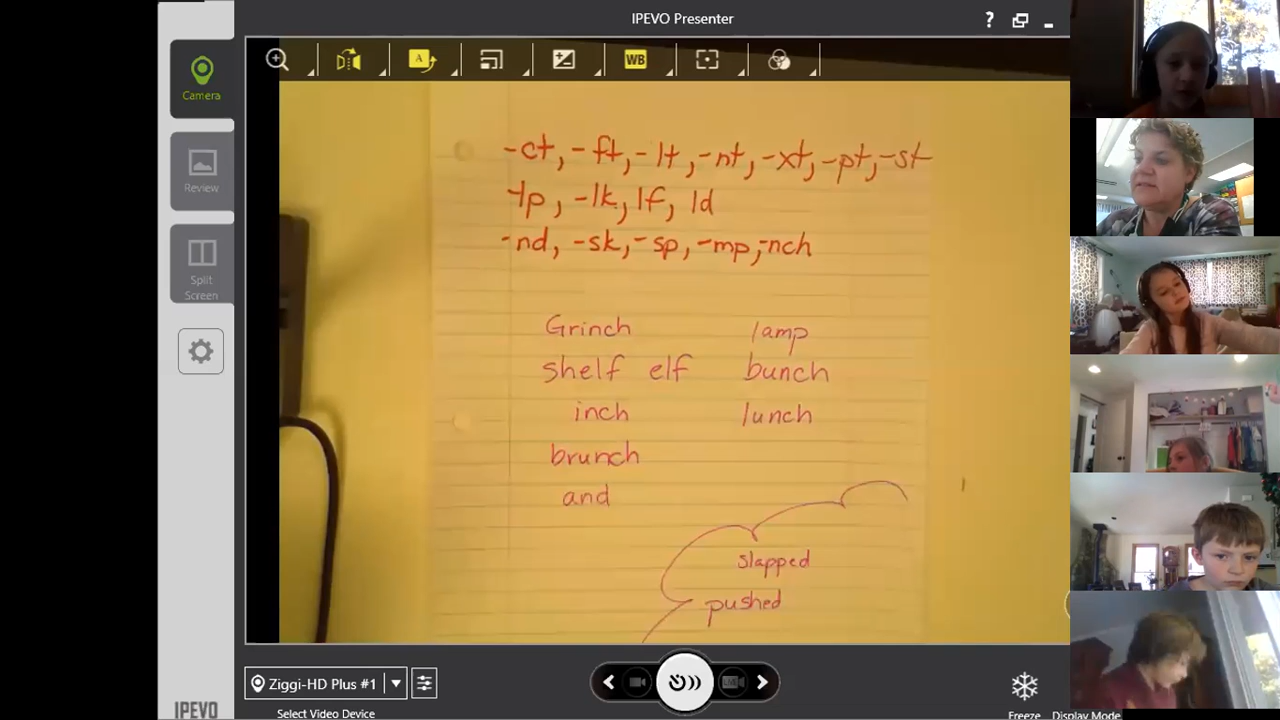 IPEVO Presenter
?
Camera
Review
Split
Screen
A
WB
-ct, -ft, -lt, -nt, -xt, -pt, -st
-lp, -lk, lf, ld
-nd, -sk, -sp, -mp, -nch
Grinch lamp
shelf elf bunch
inch lunch
brunch
and
slapped
pushed
IPEVO
Ziggi-HD Plus #1
Select Video Device
LIVE
Freeze
Display Mode